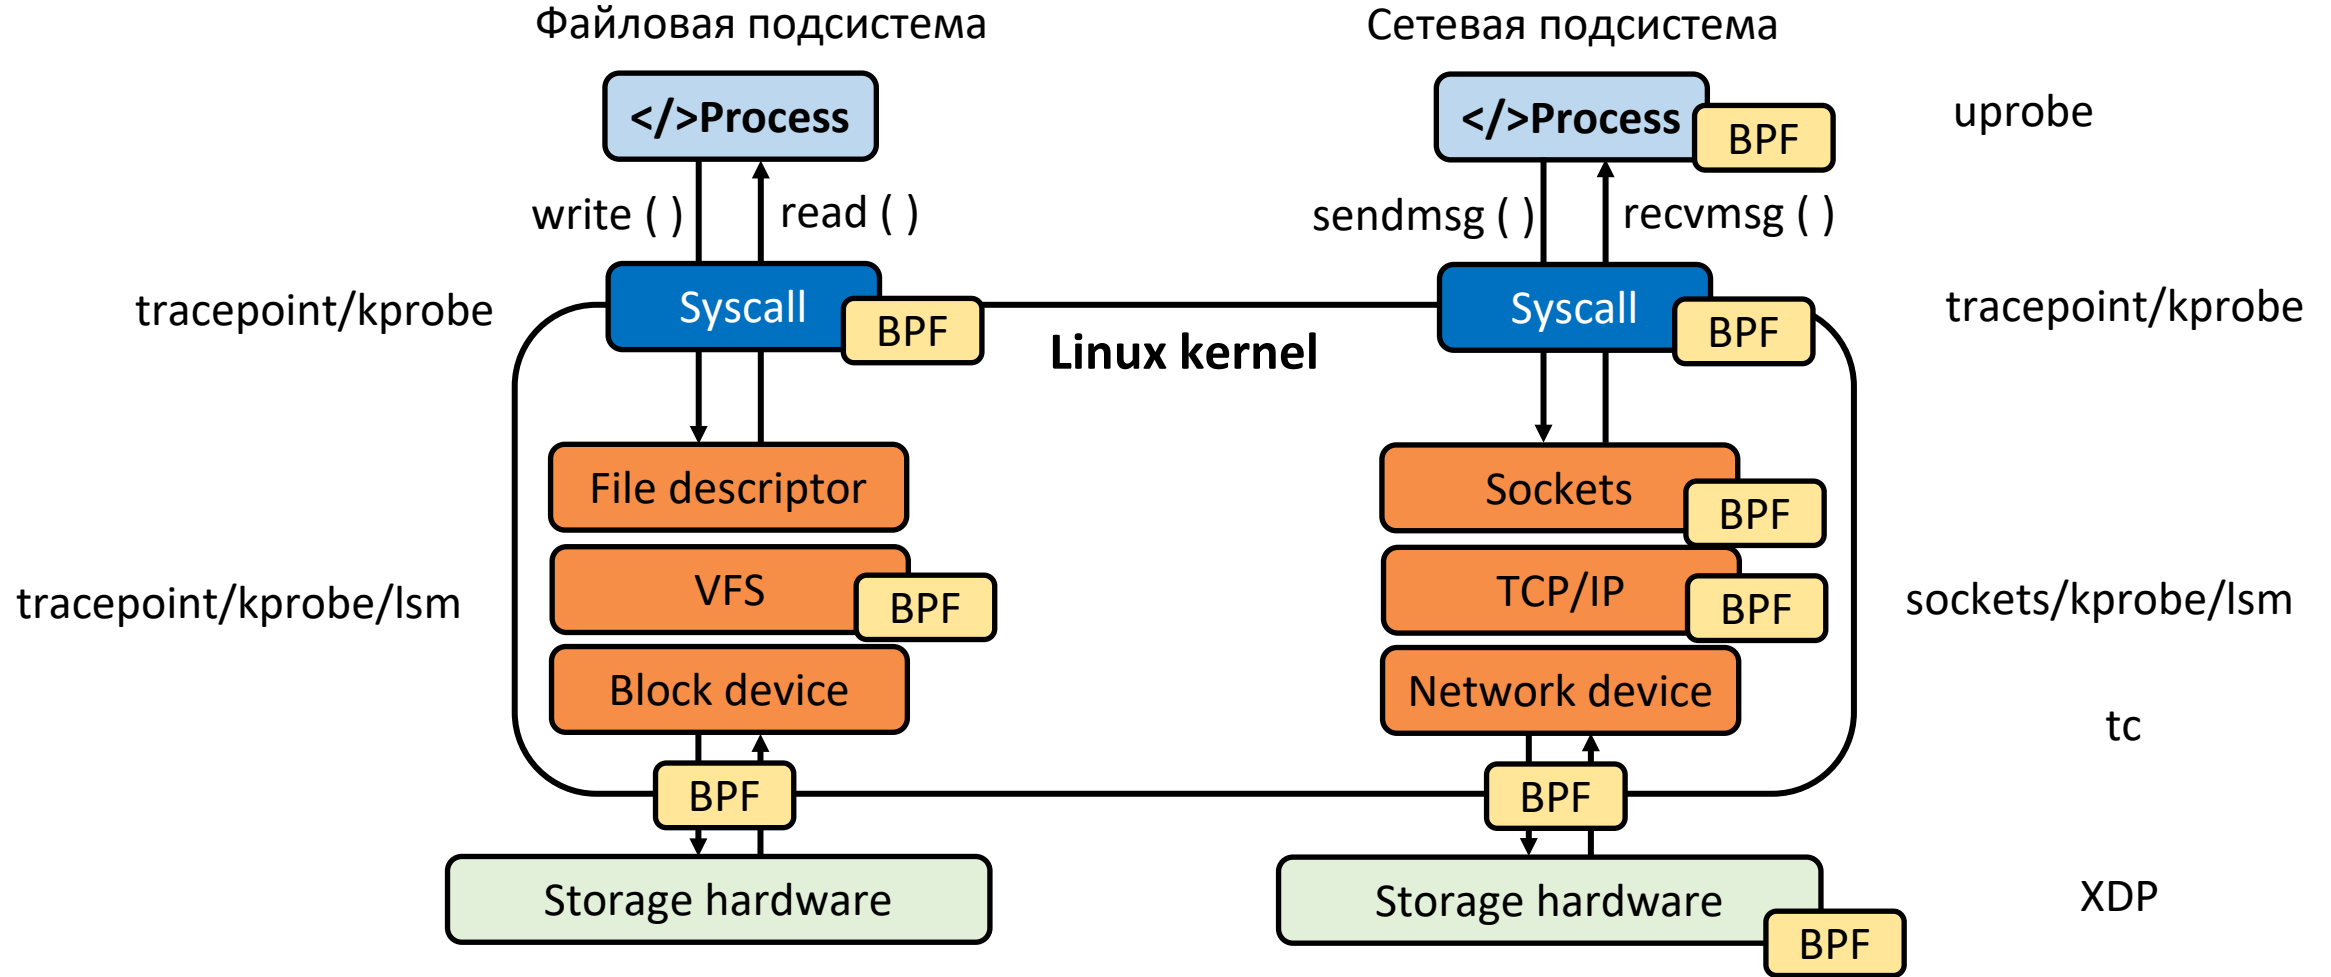 Файловая подсистема
Сетевая подсистема
</>Process
</>Process
BPF
uprobe
write ( )
read ( )
sendmsg ( )
recvmsg ( )
tracepoint/kprobe
Syscall
BPF
Linux kernel
Syscall
BPF
tracepoint/kprobe
File descriptor
Sockets
BPF
tracepoint/kprobe/lsm
VFS
BPF
TCP/IP
BPF
sockets/kprobe/lsm
Block device
Network device
tc
BPF
BPF
Storage hardware
Storage hardware
BPF
XDP